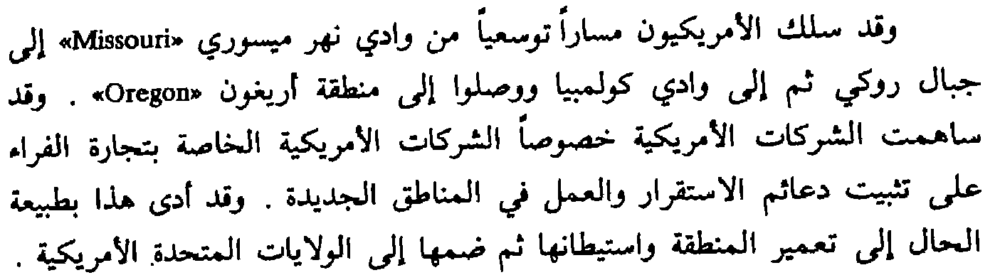 وقد سلك الأمريكيون مساراً توسعياً من وادي نهر ميسوري «Missouri» إلى
جبال روكي ثم إلى وادي كولمبيا ووصلوا إلى منطقة أريغون «Oregon» . وقد
ساهمت الشركات الأمريكية خصوصاً الشركات الأمريكية الخاصة بتجارة الفراء
على تثبيت دعائم الاستقرار والعمل في المناطق الجديدة . وقد أدى هذا بطبيعة
الحال إلى تعمير المنطقة واستيطانها ثم ضمها إلى الولايات المتحدة الأمريكية .